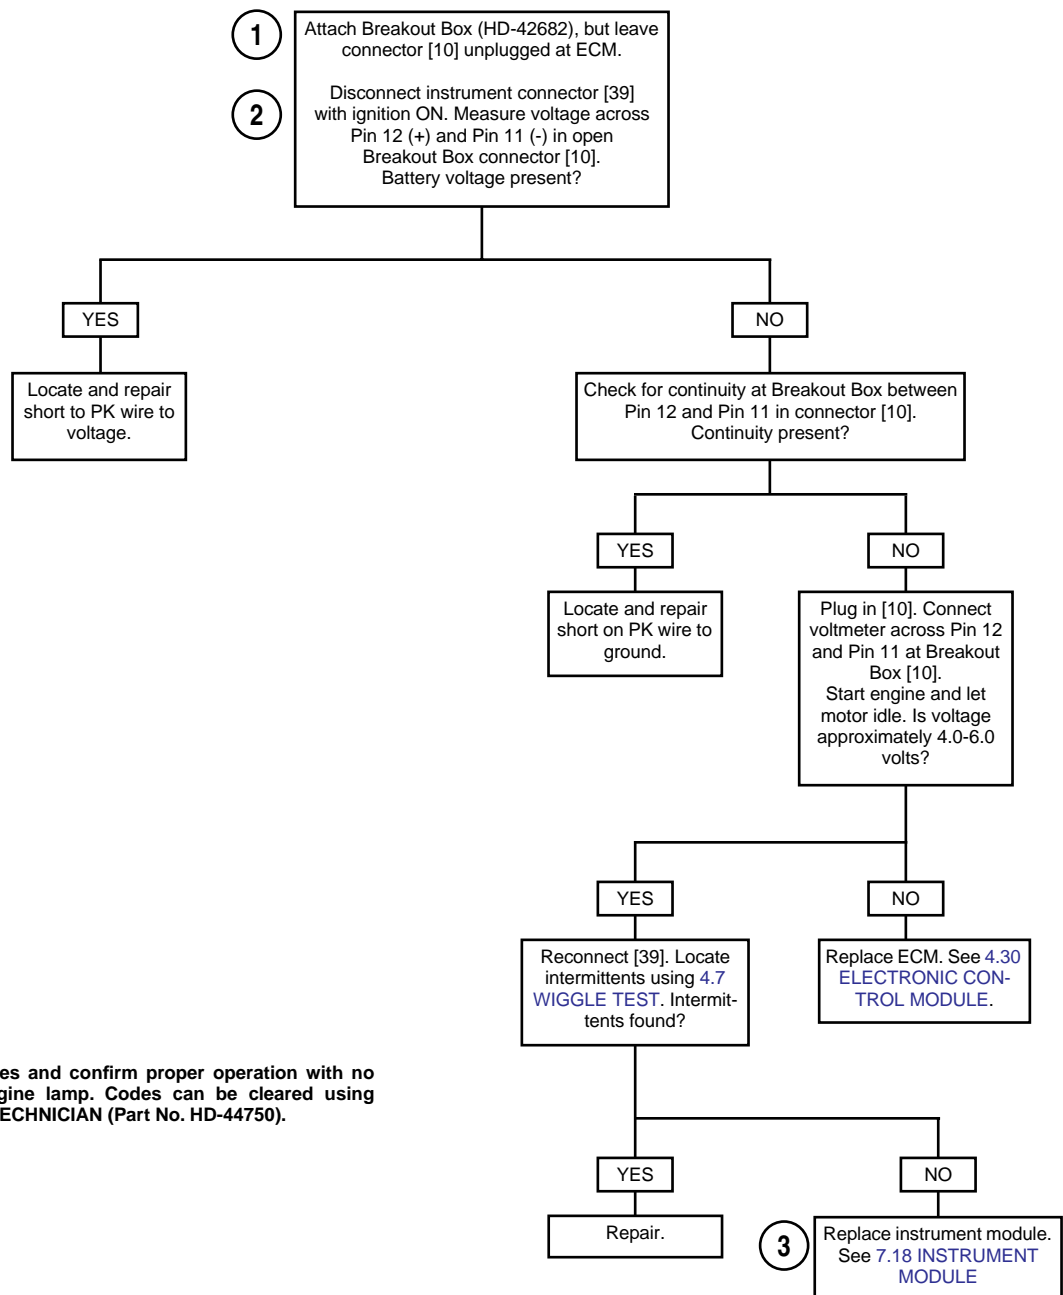 1
Attach Breakout Box (HD-42682), but leave
connector [10] unplugged at ECM.
2
Disconnect instrument connector [39]
with ignition ON. Measure voltage across
Pin 12 (+) and Pin 11 (-) in open
Breakout Box connector [10].
Battery voltage present?
YES
NO
Locate and repair
short to PK wire to
voltage.
Check for continuity at Breakout Box between
Pin 12 and Pin 11 in connector [10].
Continuity present?
YES
NO
Locate and repair
short on PK wire to
ground.
Plug in [10]. Connect
voltmeter across Pin 12
and Pin 11 at Breakout
Box [10].
Start engine and let
motor idle. Is voltage
approximately 4.0-6.0
volts?
YES
NO
Reconnect [39]. Locate
intermittents using 4.7
WIGGLE TEST. Intermit-
tents found?
Replace ECM. See 4.30
ELECTRONIC CON-
TROL MODULE.
es and confirm proper operation with no
gine lamp. Codes can be cleared using
ECHNICIAN (Part No. HD-44750).
YES
NO
Repair.
3
Replace instrument module.
See 7.18 INSTRUMENT
MODULE